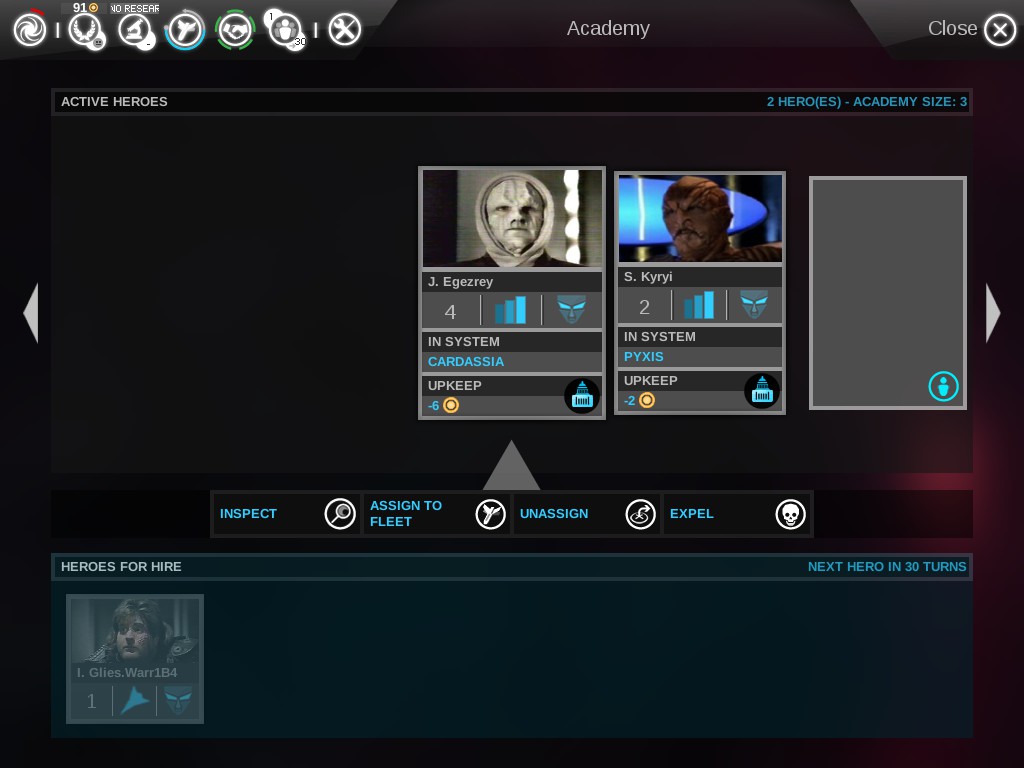 91
NO RESEAR
1
30
Academy
Close
ACTIVE HEROES
2 HERO(ES) - ACADEMY SIZE: 3
J. Egezrey
4
IN SYSTEM
CARDASSIA
UPKEEP
-6
S. Kyryi
2
IN SYSTEM
PYXIS
UPKEEP
-2
INSPECT
ASSIGN TO
FLEET
UNASSIGN
EXPEL
HEROES FOR HIRE
NEXT HERO IN 30 TURNS
I. Glies.Warr1B4
1